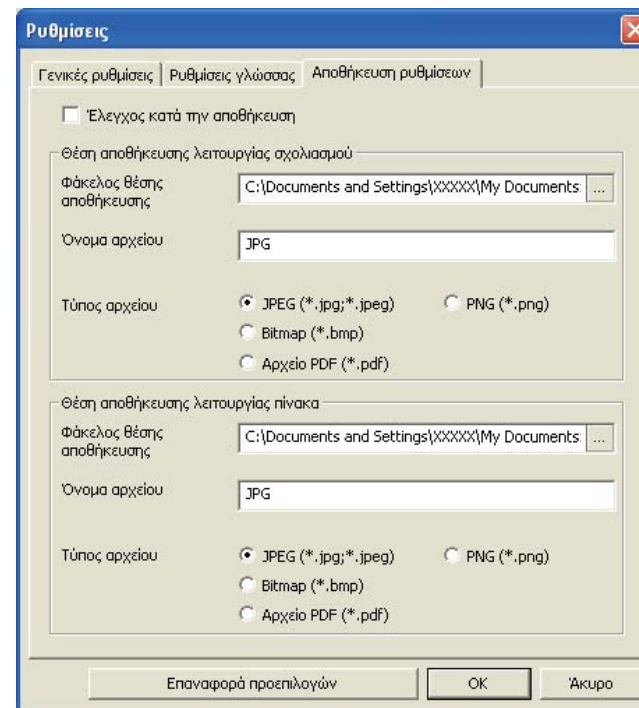 Ρυθμίσεις
Γενικές ρυθμίσεις Ρυθμίσεις γλώσσας Αποθήκευση ρυθμίσεων
Έλεγχος κατά την αποθήκευση
Θέση αποθήκευσης λειτουργίας σχολιασμού
Φάκελος θέσης
αποθήκευσης
C:\Documents and Settings\XXXXX\My Documents ...
Όνομα αρχείου JPG
Τύπος αρχείου JPEG (*.jpg;*.jpeg) PNG (*.png)
Bitmap (*.bmp)
Αρχείο PDF (*.pdf)
Θέση αποθήκευσης λειτουργίας πίνακα
Φάκελος θέσης
αποθήκευσης
C:\Documents and Settings\XXXXX\My Documents ...
Όνομα αρχείου JPG
Τύπος αρχείου JPEG (*.jpg;*.jpeg) PNG (*.png)
Bitmap (*.bmp)
Αρχείο PDF (*.pdf)
Επαναφορά προεπιλογών OK Άκυρο